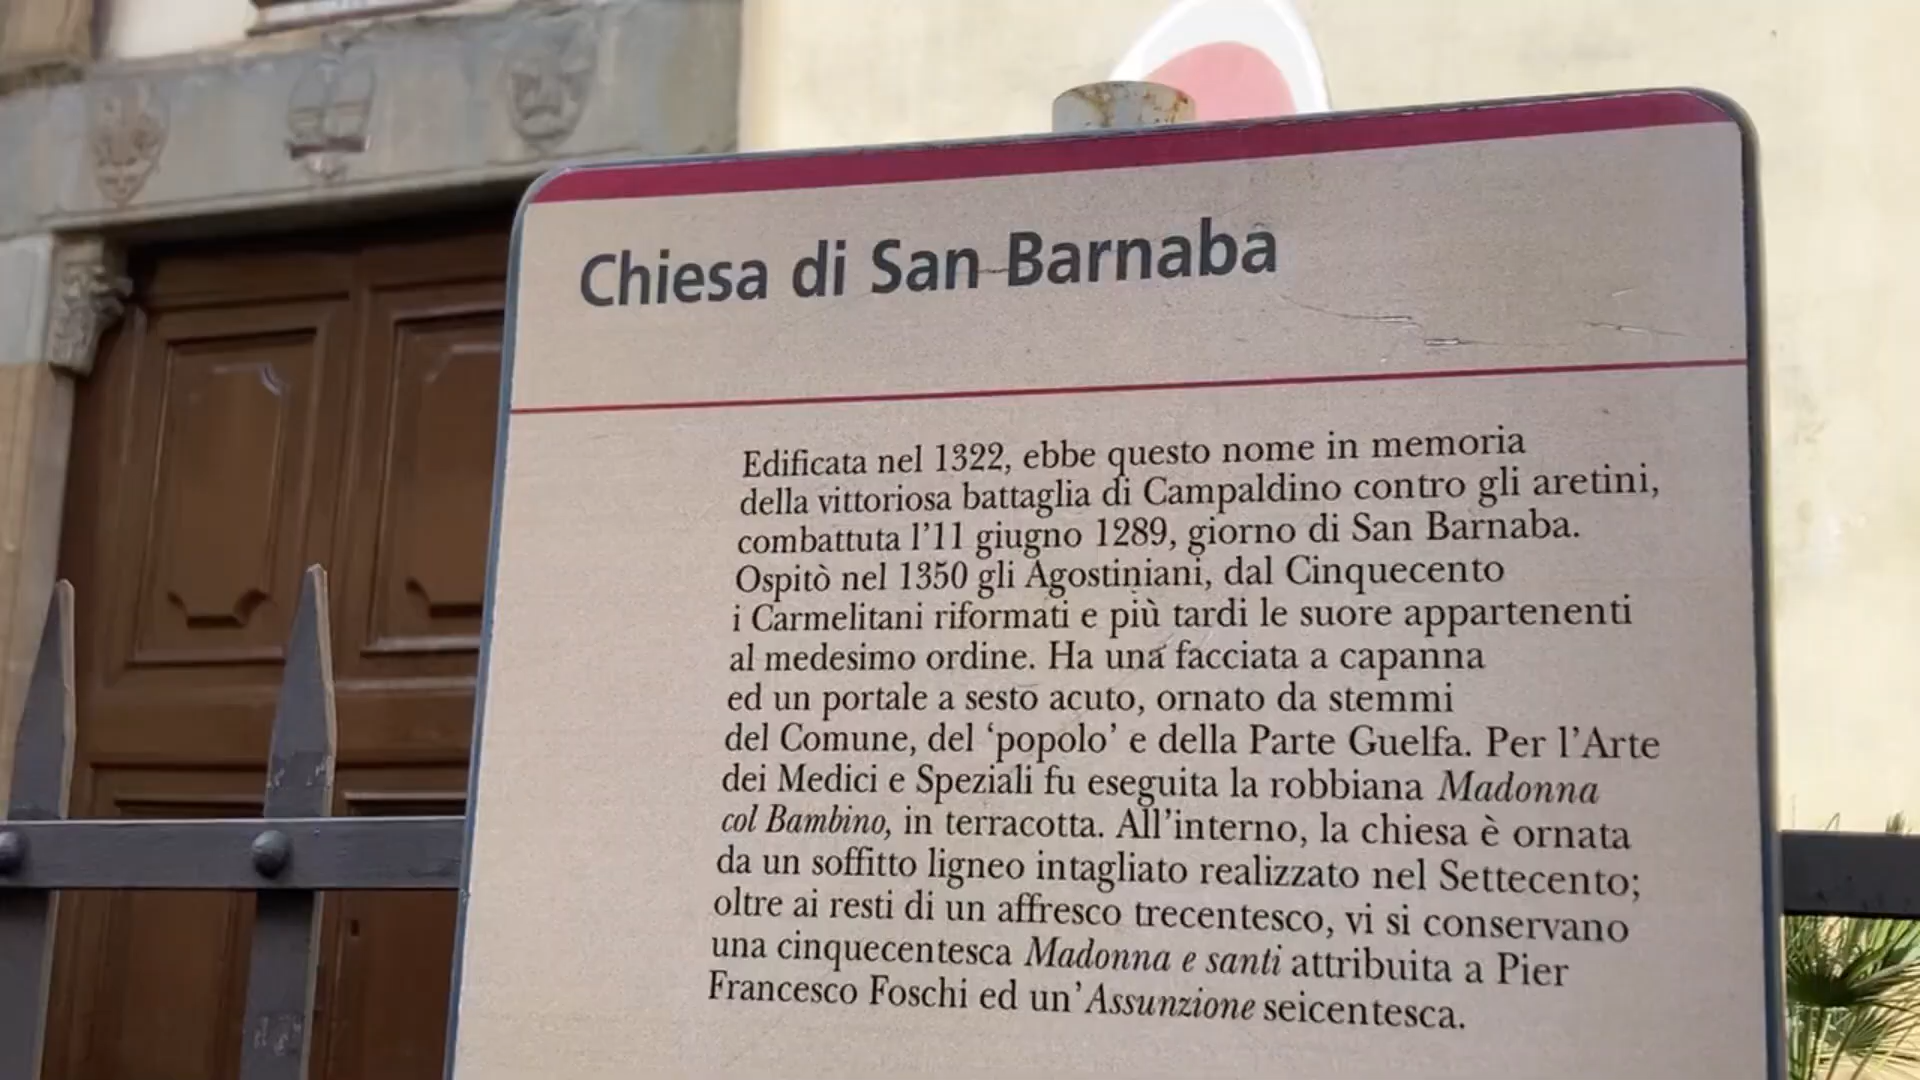 Chiesa di San Barnaba
Edificata nel 1322, ebbe questo nome in memoria
della vittoriosa battaglia di Campaldino contro gli aretini,
combattuta l'11 giugno 1289, giorno di San Barnaba.
Ospitò nel 1350 gli Agostiniani, dal Cinquecento
i Carmelitani riformati e più tardi le suore appartenenti
al medesimo ordine. Ha una facciata a capanna
ed un portale a sesto acuto, ornato da stemmi
del Comune, del ‘popolo’ e della Parte Guelfa. Per l'Arte
dei Medici e Speziali fu eseguita la robbiana Madonna
col Bambino, in terracotta. All'interno, la chiesa è ornata
da un soffitto ligneo intagliato realizzato nel Settecento;
oltre ai resti di un affresco trecentesco, vi si conservano
una cinquecentesca Madonna e santi attribuita a Pier
Francesco Foschi ed un'Assunzione seicentesca.